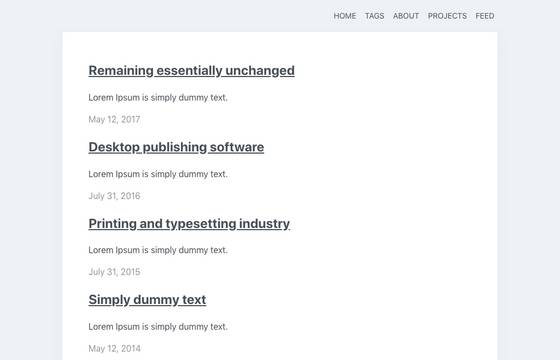 HOME TAGS ABOUT PROJECTS FEED
Remaining essentially unchanged
Lorem Ipsum is simply dummy text.
May 12, 2017
Desktop publishing software
Lorem Ipsum is simply dummy text.
July 31, 2016
Printing and typesetting industry
Lorem Ipsum is simply dummy text.
July 31, 2015
Simply dummy text
Lorem Ipsum is simply dummy text.
May 12, 2014